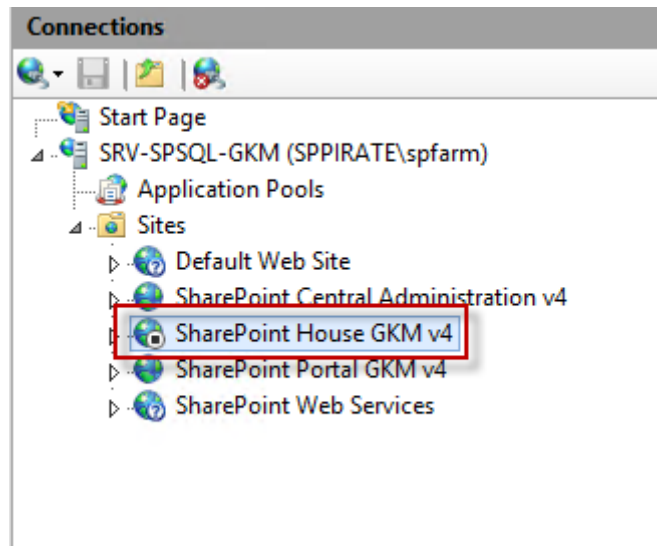 Connections
Start Page
SRV-SPSQL-GKM (SPPIRATE\spfarm)
Application Pools
Sites
Default Web Site
SharePoint Central Administration v4
SharePoint House GKM v4
SharePoint Portal GKM v4
SharePoint Web Services